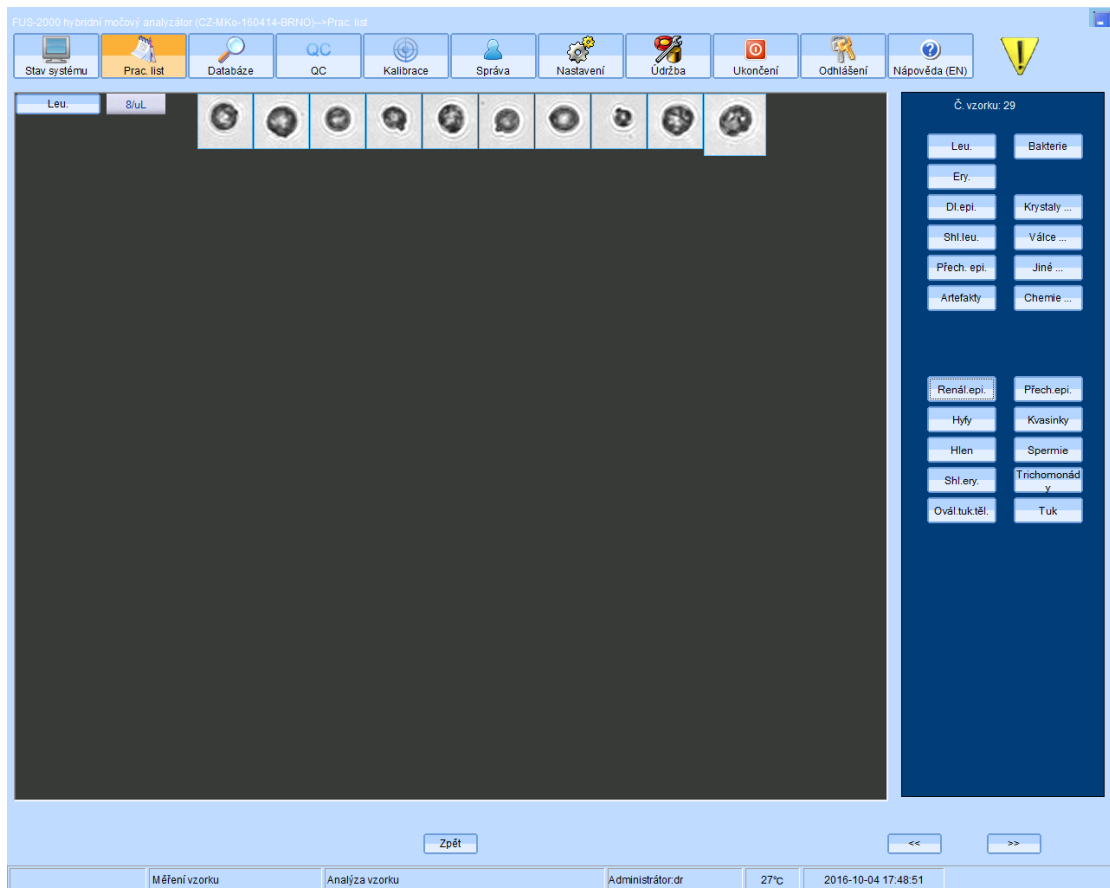 FUS-2000 hybridní močový analyzátor (CZ-MKo-160414-BRNO)-->Prac. list
QC
Stav systému Prac. list Databáze QC Kalibrace Správa Nastavení Údržba Ukončení Odhlášení Nápověda (EN)
Leu. 8/uL
Č. vzorku: 29
Leu. Bakterie
Ery.
Dl.epi. Krystaly ...
Shl.leu. Válce ...
Přech. epi. Jiné ...
Artefakty Chemie ...
Renál.epi. Přech.epi.
Hyfy Kvasinky
Hlen Spermie
Shl.ery. Trichomonád
y
Ovál.tuk.těl. Tuk
Zpět << >>
Měření vzorku Analýza vzorku Administrátor:dr 27°C 2016-10-04 17:48:51